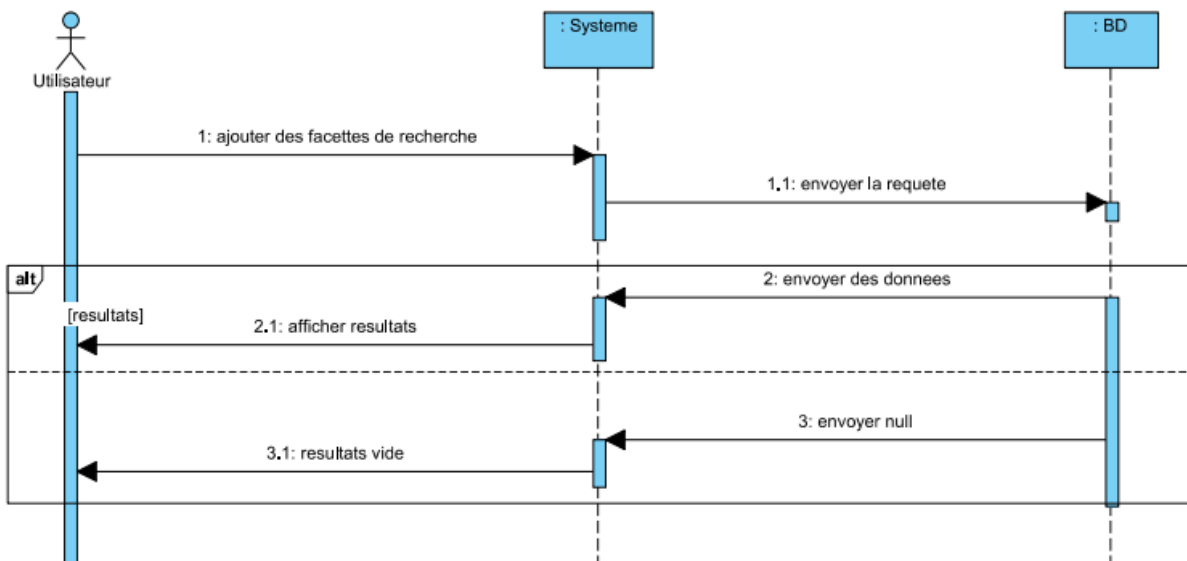 : Systeme
: BD
Utilisateur
1: ajouter des facettes de recherche
1.1: envoyer la requete
alt
2: envoyer des donnees
[resultats]
2.1: afficher resultats
3: envoyer null
3.1: resultats vide